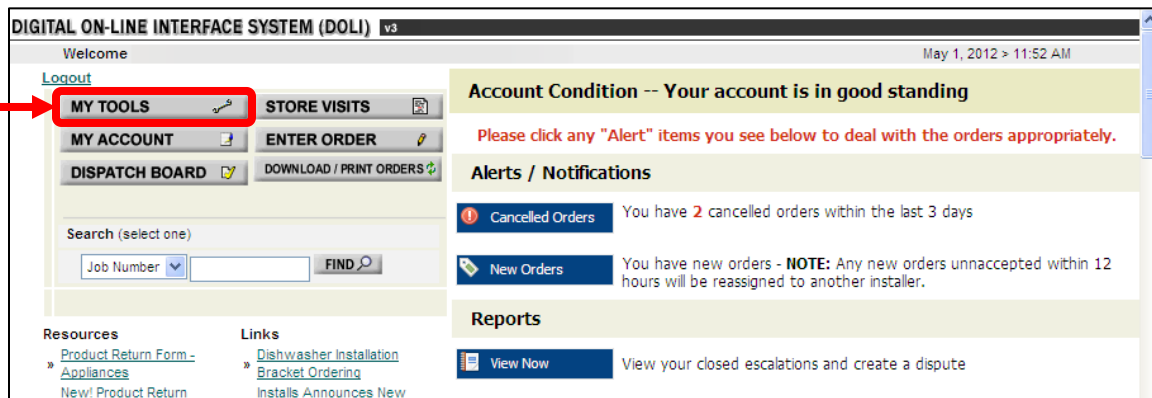 DIGITAL ON-LINE INTERFACE SYSTEM (DOLI) v3
Welcome
May 1, 2012 > 11:52 AM
Logout
MY TOOLS
STORE VISITS
MY ACCOUNT
ENTER ORDER
DISPATCH BOARD
DOWNLOAD / PRINT ORDERS
Search (select one)
Job Number
FIND
Resources
» Product Return Form -
Appliances
New! Product Return
Links
» Dishwasher Installation
Bracket Ordering
Installs Announces New
Account Condition -- Your account is in good standing
Please click any "Alert" items you see below to deal with the orders appropriately.
Alerts / Notifications
Cancelled Orders
You have 2 cancelled orders within the last 3 days
New Orders
You have new orders - NOTE: Any new orders unnaccepted within 12
hours will be reassigned to another installer.
Reports
View Now
View your closed escalations and create a dispute